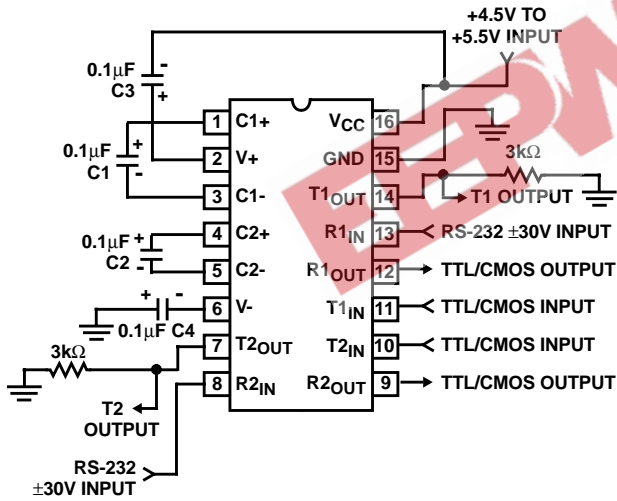 +4.5V TO
+5.5V INPUT
0.1μF
C3
-
+
0.1μF
C1
+
-
0.1μF
C2
+
-
+ -
0.1μF C4
3kΩ
T2
OUTPUT
RS-232
±30V INPUT
1 C1+
2 V+
3 C1-
4 C2+
5 C2-
6 V-
7 T2OUT
8 R2IN
VCC 16
GND 15
T1OUT 14
R1IN 13
R1OUT 12
T1IN 11
T2IN 10
R2OUT 9
3kΩ
T1 OUTPUT
RS-232 ±30V INPUT
TTL/CMOS OUTPUT
TTL/CMOS INPUT
TTL/CMOS INPUT
TTL/CMOS OUTPUT
EEPW